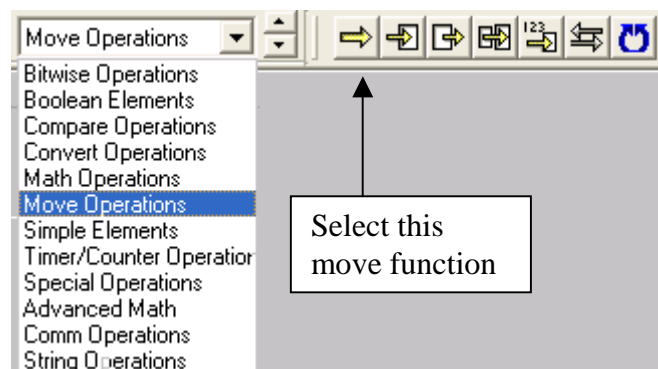 Move Operations
123
Bitwise Operations
Boolean Elements
Compare Operations
Convert Operations
Math Operations
Move Operations
Simple Elements
Timer/Counter Operation
Special Operations
Advanced Math
Comm Operations
String Operations
Select this
move function